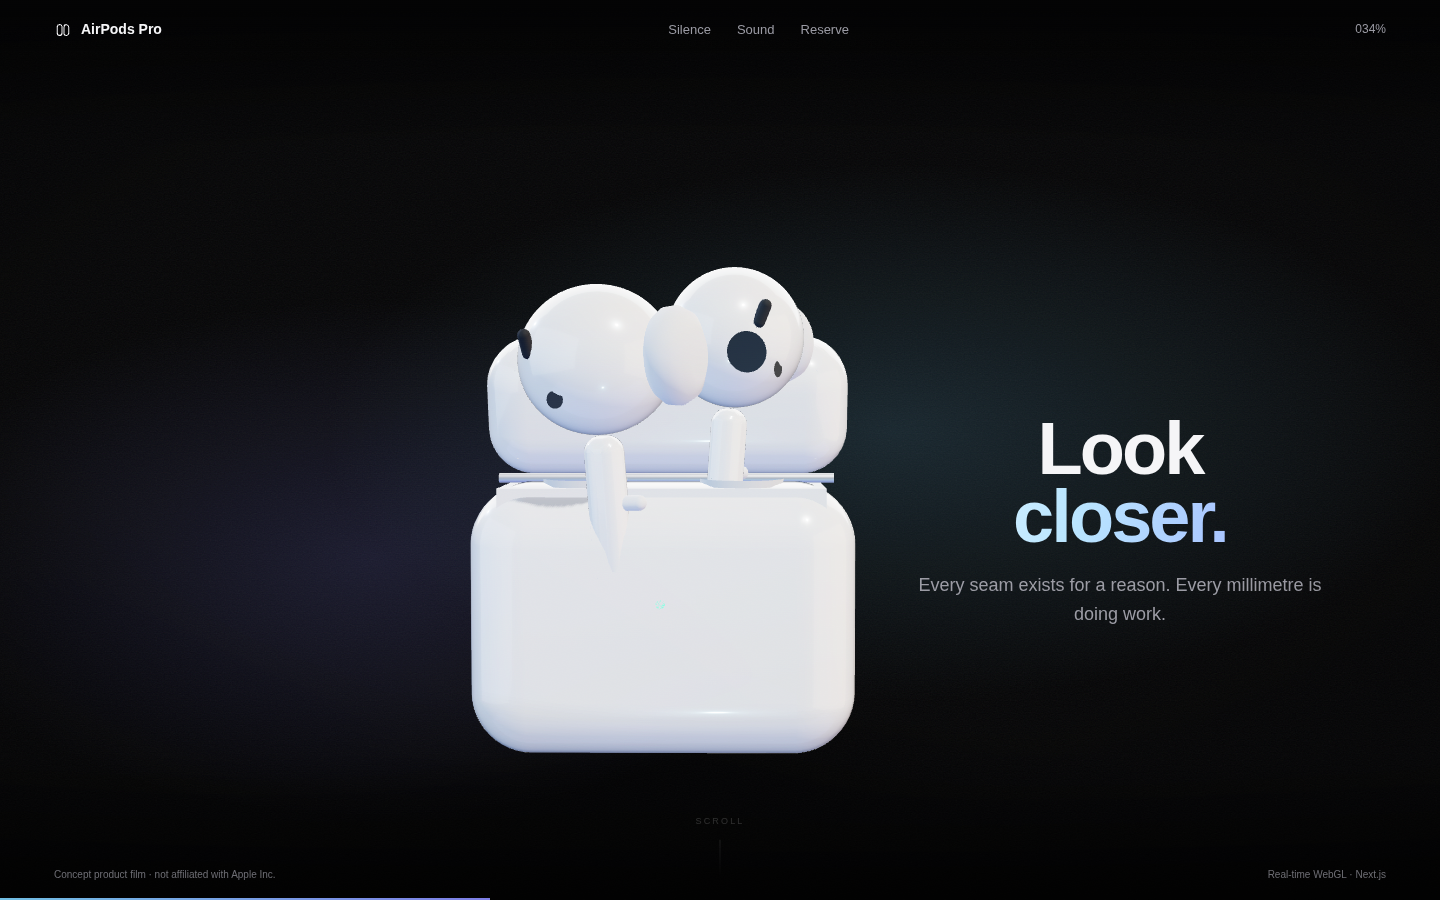 AirPods Pro
Silence
Sound
Reserve
034%
Look
closer.
Every seam exists for a reason. Every millimetre is
doing work.
SCROLL
Concept product film · not affiliated with Apple Inc.
Real-time WebGL · Next.js